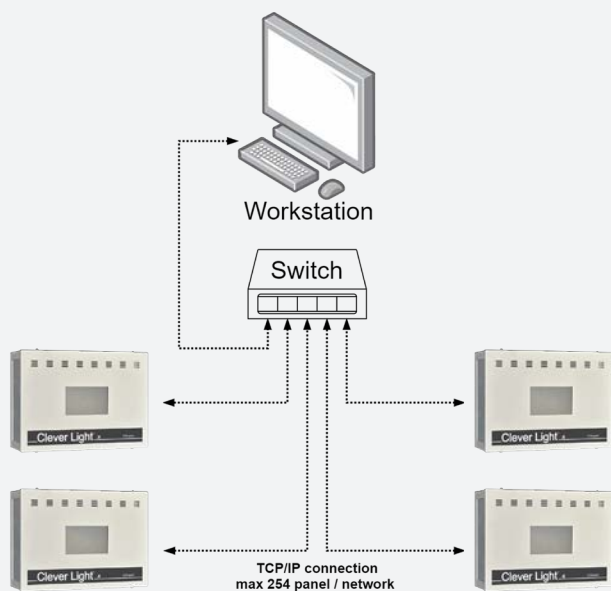 Workstation
Switch
Clever Light
Clever Light
Clever Light
Clever Light
TCP/IP connection
max 254 panel / network